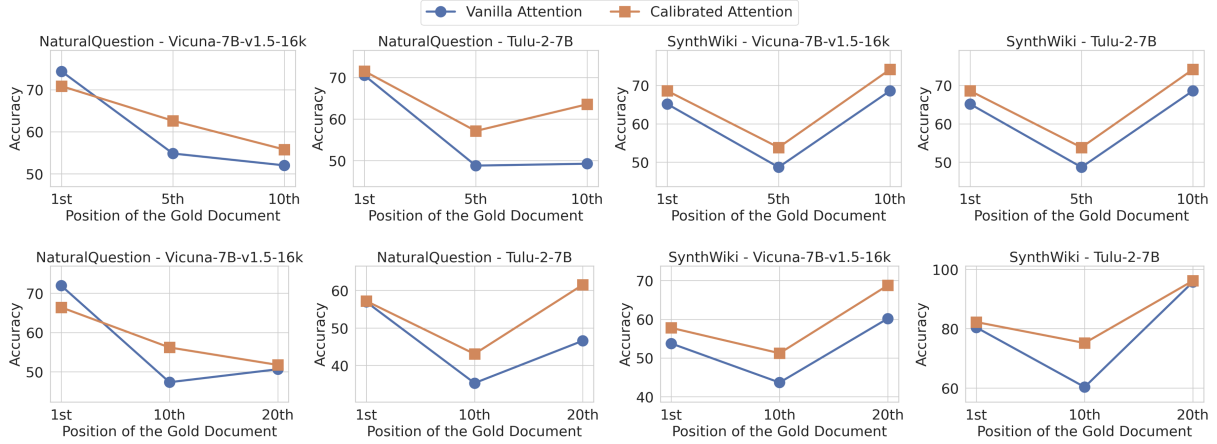 Vanilla Attention Calibrated Attention
NaturalQuestion - Vicuna-7B-v1.5-16k
Accuracy
70
60
50
1st 5th 10th
Position of the Gold Document
NaturalQuestion - Tulu-2-7B
Accuracy
70
60
50
1st 5th 10th
Position of the Gold Document
SynthWiki - Vicuna-7B-v1.5-16k
Accuracy
70
60
50
1st 5th 10th
Position of the Gold Document
SynthWiki - Tulu-2-7B
Accuracy
70
60
50
1st 5th 10th
Position of the Gold Document
NaturalQuestion - Vicuna-7B-v1.5-16k
Accuracy
70
60
50
1st 10th 20th
Position of the Gold Document
NaturalQuestion - Tulu-2-7B
Accuracy
60
50
40
1st 10th 20th
Position of the Gold Document
SynthWiki - Vicuna-7B-v1.5-16k
Accuracy
70
60
50
40
1st 10th 20th
Position of the Gold Document
SynthWiki - Tulu-2-7B
Accuracy
100
80
60
1st 10th 20th
Position of the Gold Document